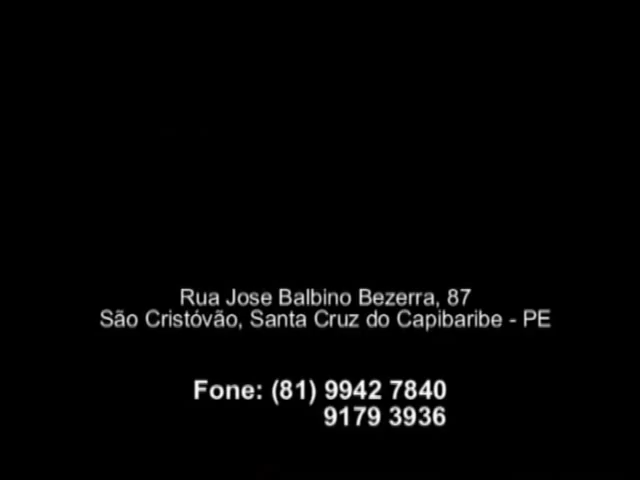 Rua Jose Balbino Bezerra, 87
São Cristóvão, Santa Cruz do Capibaribe - PE
Fone: (81) 9942 7840
9179 3936